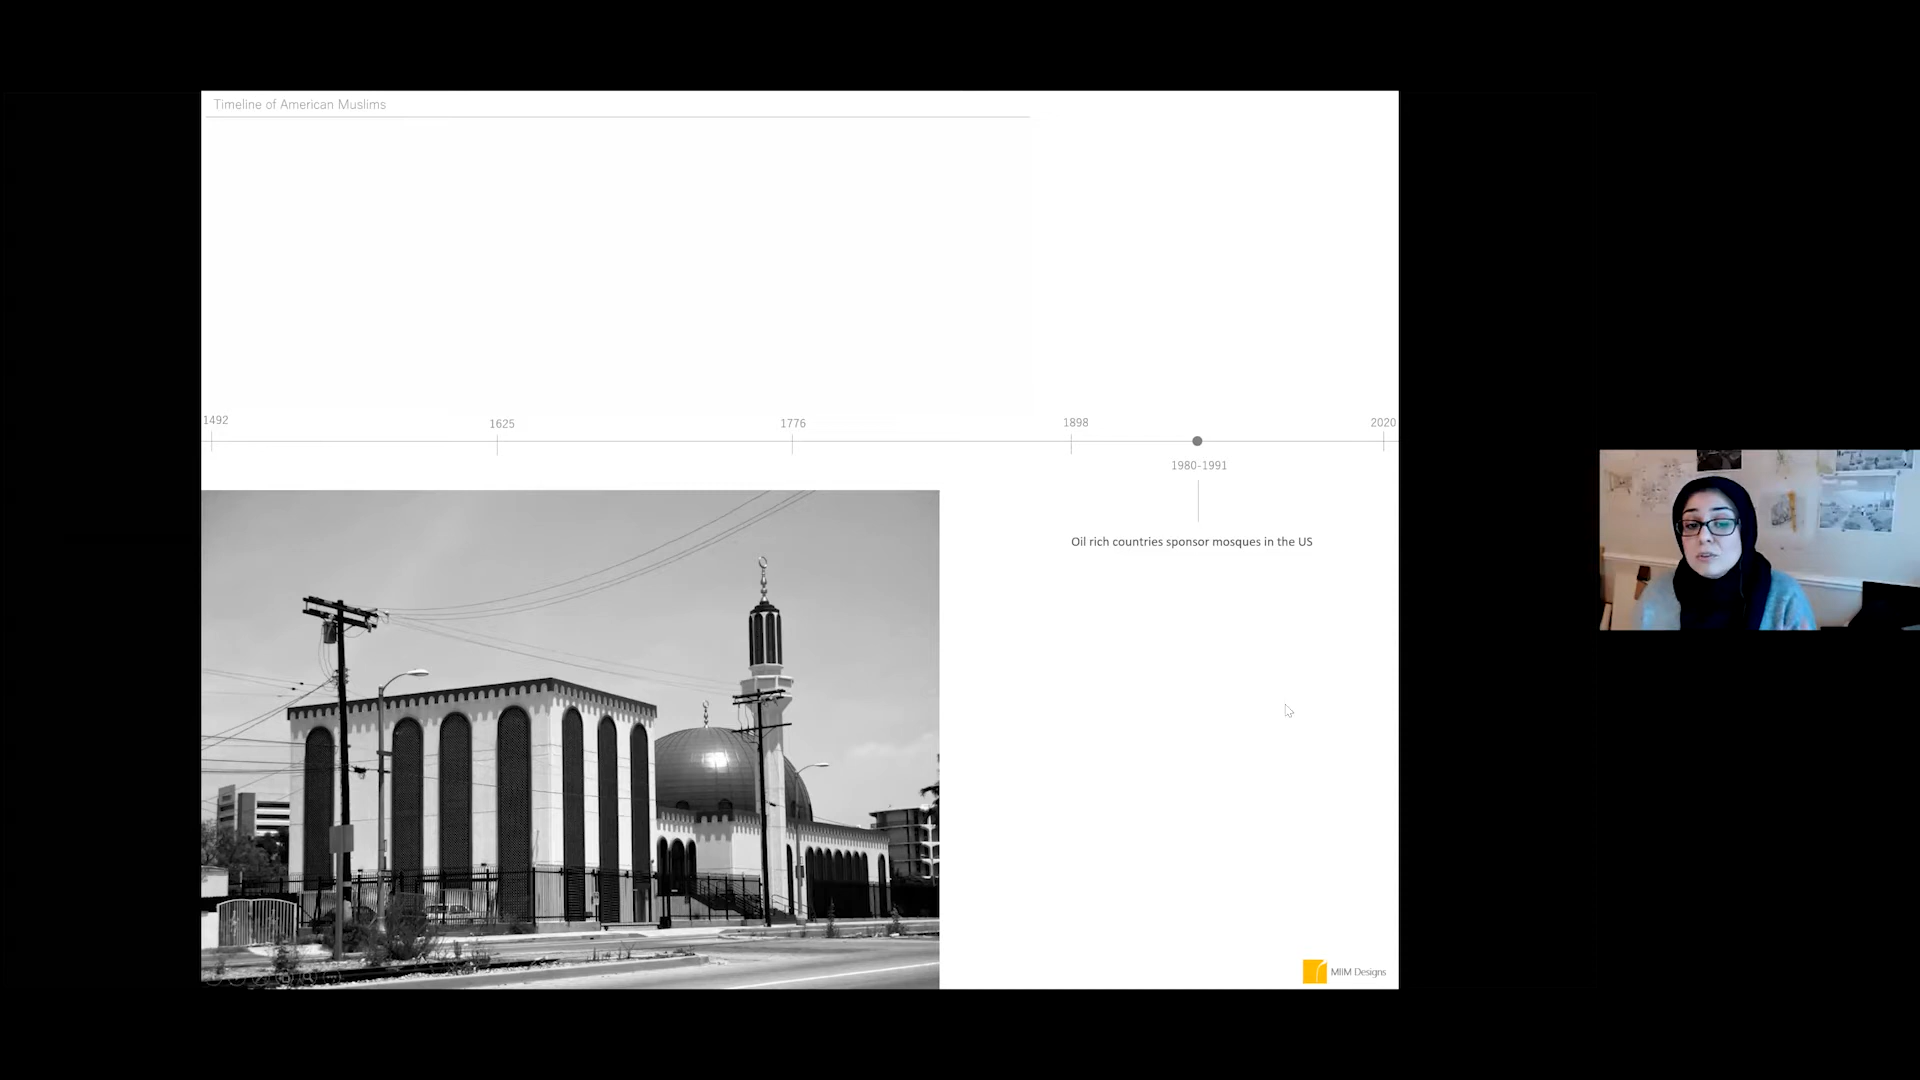 Timeline of American Muslims
1492
1625
1776
1898
2020
1980-1991
Oil rich countries sponsor mosques in the US
MIIM Designs